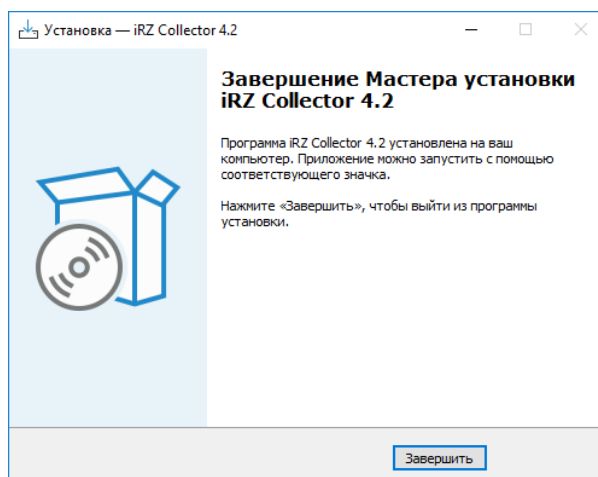 Установка — iRZ Collector 4.2
Завершение Мастера установки
iRZ Collector 4.2
Программа iRZ Collector 4.2 установлена на ваш
компьютер. Приложение можно запустить с помощью
соответствующего значка.
Нажмите «Завершить», чтобы выйти из программы
установки.
Завершить